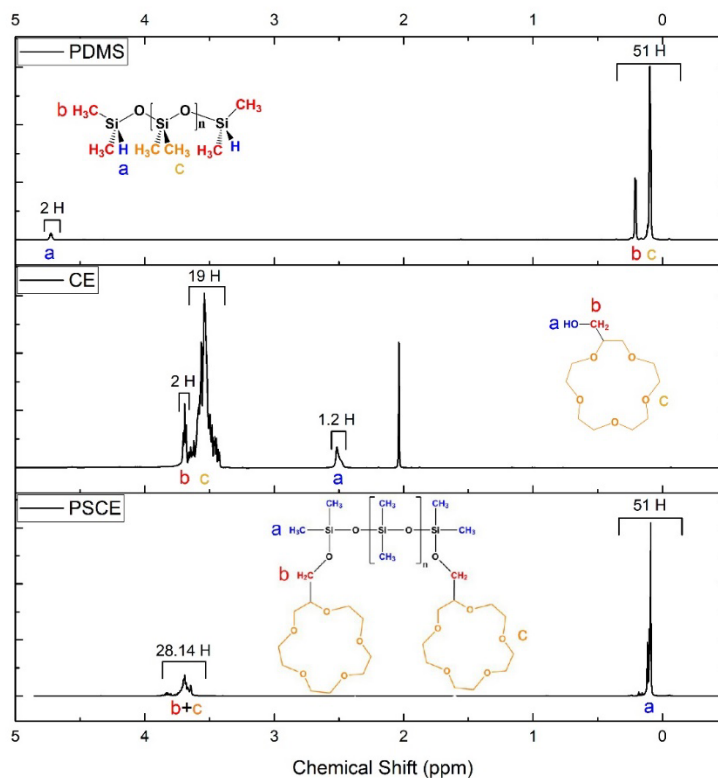 5 4 3 2 1 0
PDMS
51 H
b H₃C O O CH₃
Si Si n Si
H₃C H CH₃ CH₃ H₃C H
a c
2 H
a
b c
CE
19 H
b
a HO CH₂
O O
O O c
O
2 H
1.2 H
b c
a
PSCE
51 H
CH₃ CH₃ CH₃
a H₃C Si O Si O Si CH₃
n
O CH₃ O
b H₂C CH₂
O O
O O O O c
O O O O
28.14 H
b+c
a
5 4 3 2 1 0
Chemical Shift (ppm)